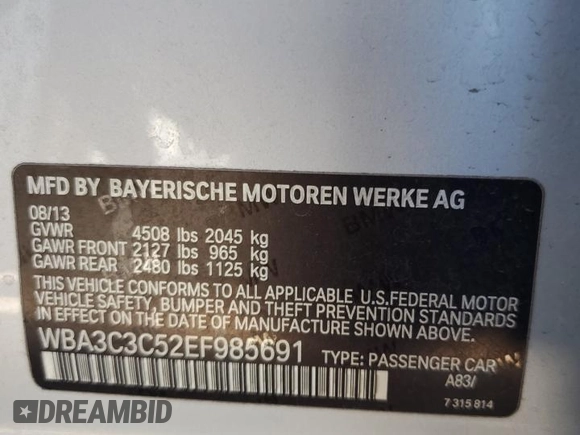 MFD BY BAYERISCHE MOTOREN WERKE AG
08/13
GVWR 4508 lbs 2045 kg
GAWR FRONT 2127 lbs 965 kg
GAWR REAR 2480 lbs 1125 kg
THIS VEHICLE CONFORMS TO ALL APPLICABLE U.S.FEDERAL MOTOR
VEHICLE SAFETY, BUMPER AND THEFT PREVENTION STANDARDS
IN EFFECT ON THE DATE OF MANUFACTURE SHOWN ABOVE.
WBA3C3C52EF985691 TYPE: PASSENGER CAR
A83/
7 315 814
DREAMBID